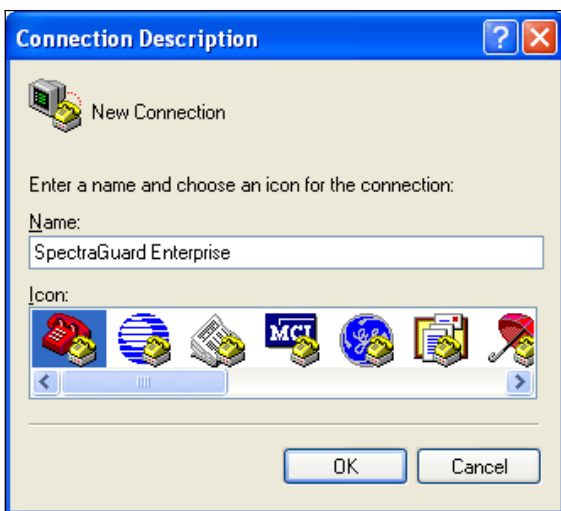 Connection Description
New Connection
Enter a name and choose an icon for the connection:
Name:
SpectraGuard Enterprise
Icon:
MCI
OK Cancel